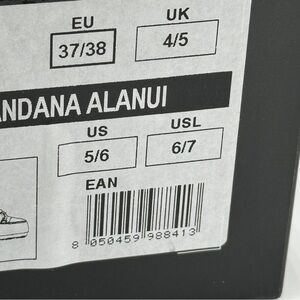 EU UK
37/38 4/5
ANDANA ALANUI
US USL
5/6 6/7
EAN
8 050459 988413